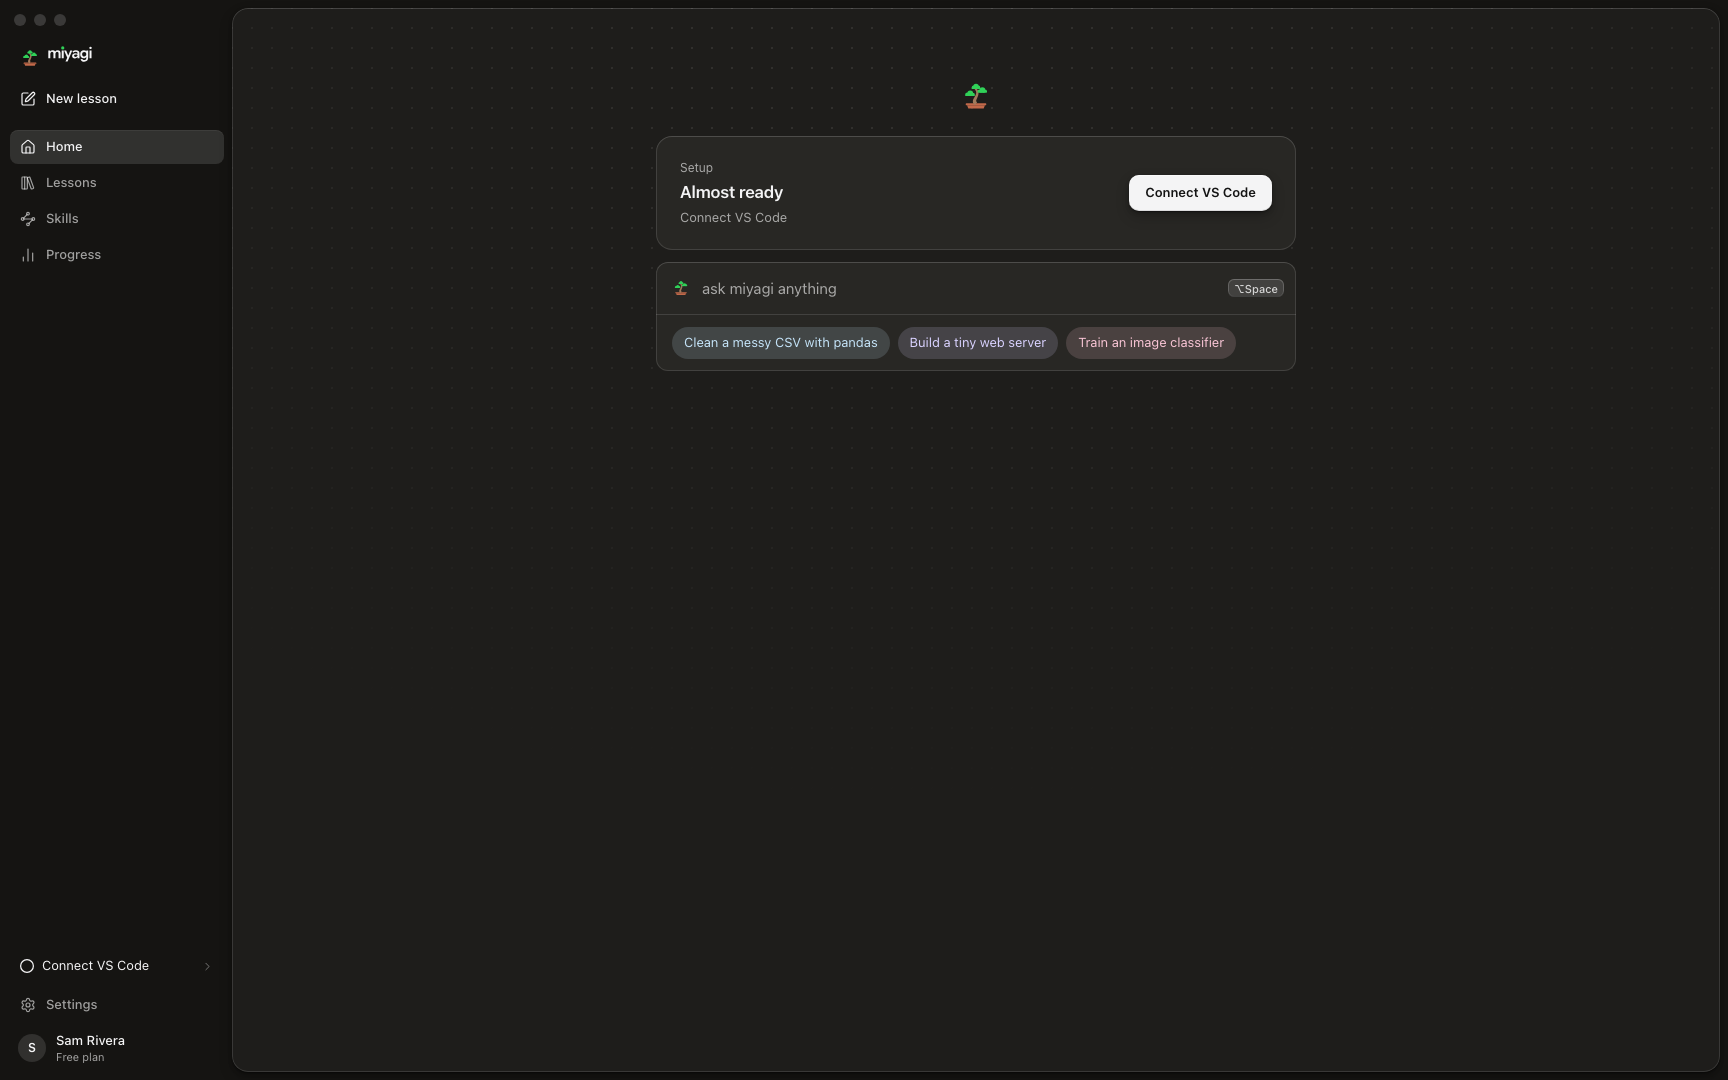 miyagi
New lesson
Home
Lessons
Skills
Progress
Setup
Almost ready
Connect VS Code
Connect VS Code
ask miyagi anything
⌥Space
Clean a messy CSV with pandas
Build a tiny web server
Train an image classifier
Connect VS Code
Settings
S
Sam Rivera
Free plan